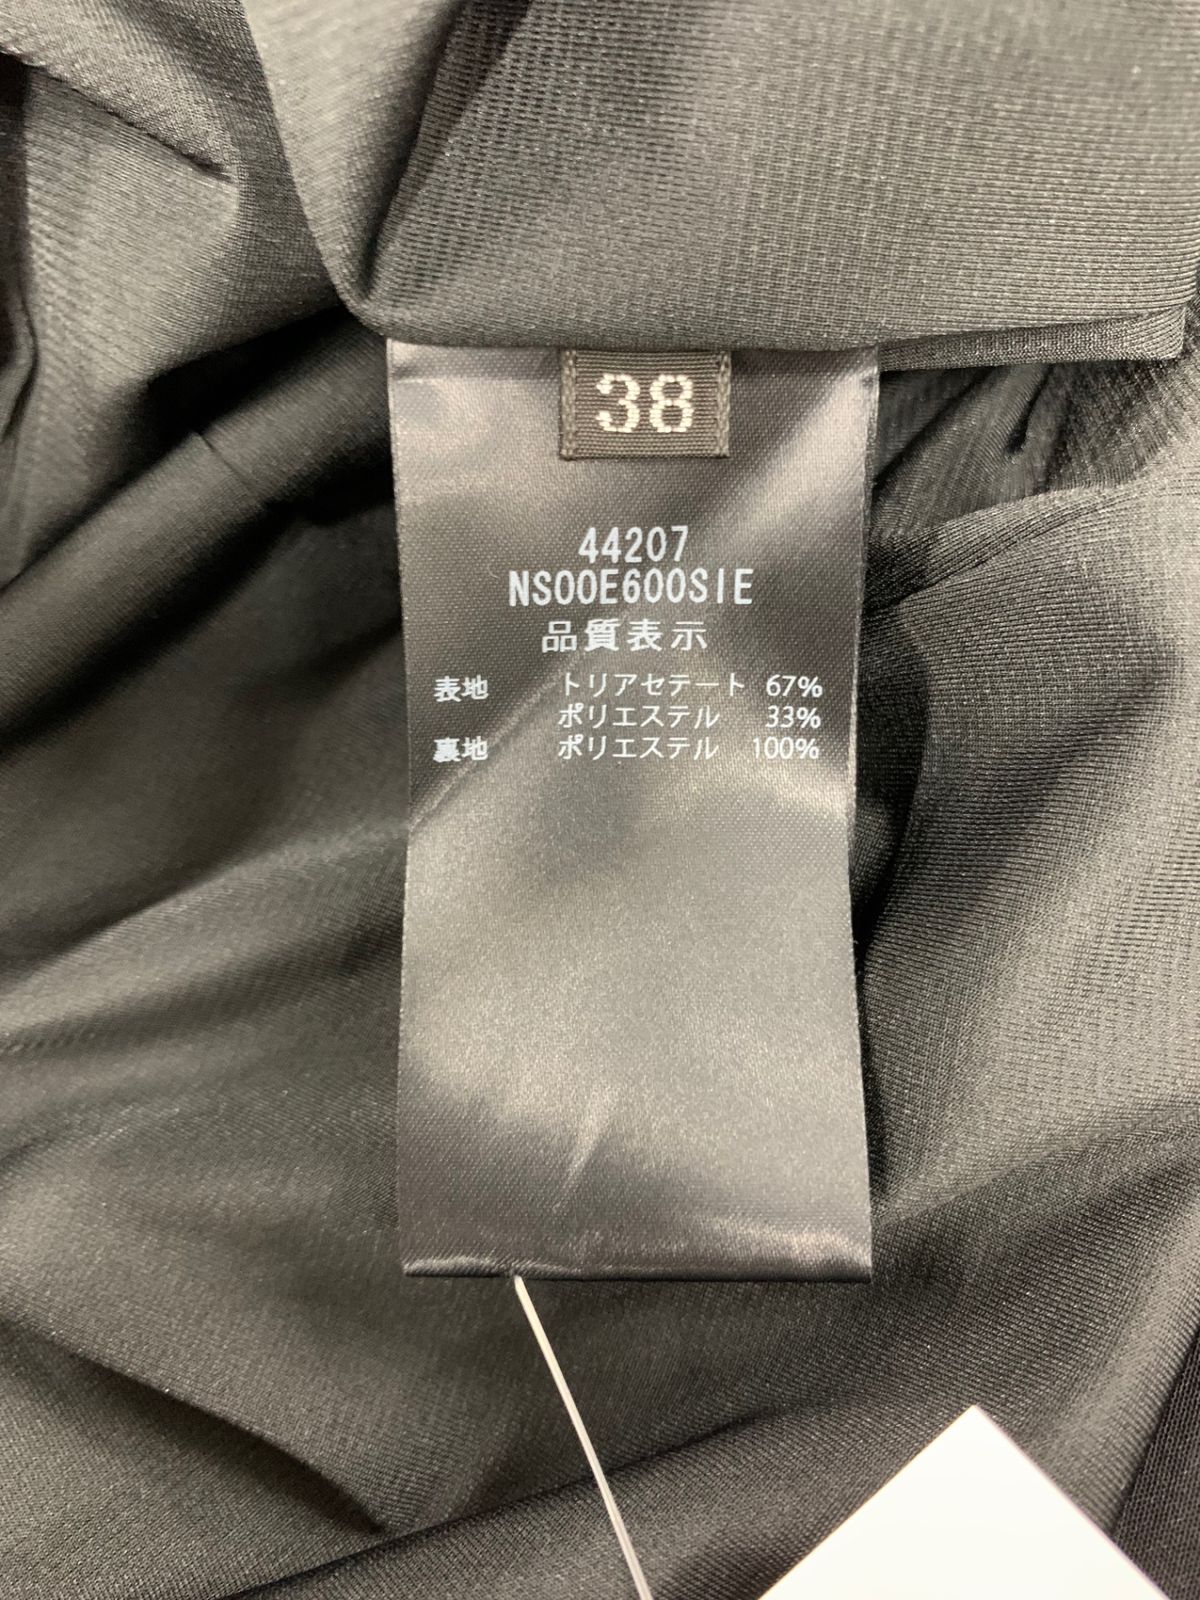 38
44207
NS00E600SIE
品質表示
表地 トリアセテート 67%
ポリエステル 33%
裏地 ポリエステル 100%